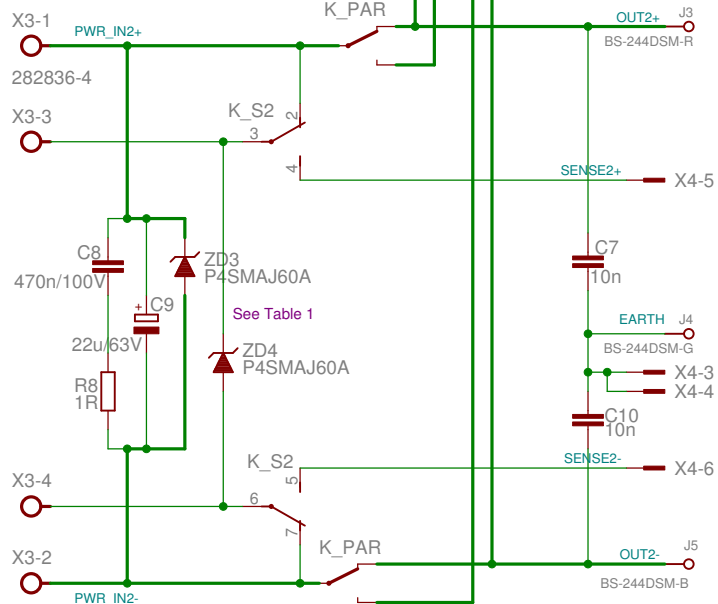 K_PAR
X3-1
PWR_IN2+
OUT2+
J3
BS-244DSM-R
282836-4
X3-3
K_S2
2
3
4
SENSE2+
X4-5
C8
470n/100V
ZD3
P4SMAJ60A
C7
10n
+
C9
22u/63V
See Table 1
EARTH
J4
BS-244DSM-G
ZD4
P4SMAJ60A
X4-3
X4-4
R8
1R
C10
10n
K_S2
SENSE2-
X4-6
5
X3-4
6
7
K_PAR
OUT2-
J5
X3-2
BS-244DSM-B
PWR_IN2-